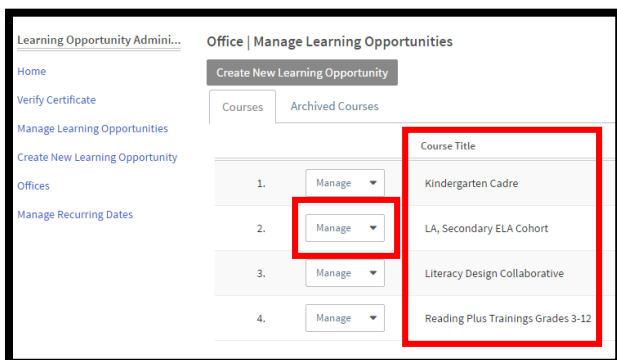 Learning Opportunity Admini...
Home
Verify Certificate
Manage Learning Opportunities
Create New Learning Opportunity
Offices
Manage Recurring Dates
Office | Manage Learning Opportunities
Create New Learning Opportunity
Courses Archived Courses
Course Title
1. Manage Kindergarten Cadre
2. Manage LA, Secondary ELA Cohort
3. Manage Literacy Design Collaborative
4. Manage Reading Plus Trainings Grades 3-12